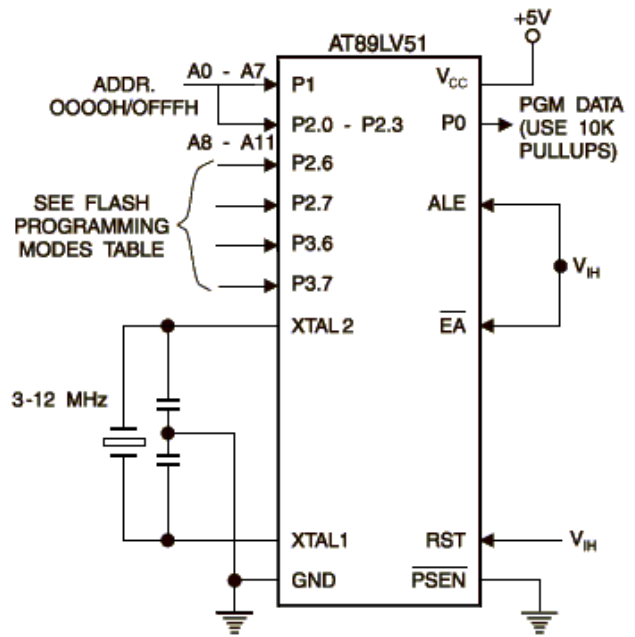 +5V
AT89LV51
ADDR.
OOOOH/OFFFH
A0 - A7
P1
VCC
PGM DATA
(USE 10K
PULLUPS)
P2.0 - P2.3
P0
A8 - A11
P2.6
SEE FLASH
PROGRAMMING
MODES TABLE
P2.7
ALE
P3.6
VIH
P3.7
XTAL2
EA
3-12 MHz
XTAL1
RST
VIH
GND
PSEN